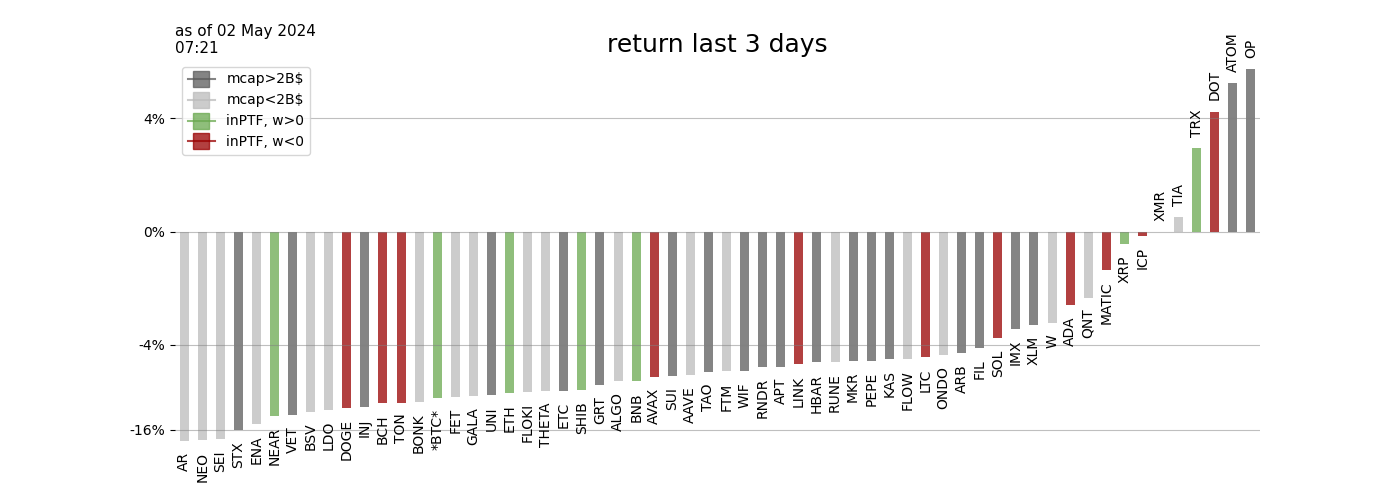 as of 02 May 2024
07:21
return last 3 days
mcap>2B$
mcap<2B$
inPTF, w>0
inPTF, w<0
4%
0%
-4%
-16%
AR
NEO
SEI
STX
ENA
NEAR
VET
BSV
LDO
DOGE
INJ
BCH
TON
BONK
*BTC*
FET
GALA
UNI
ETH
FLOKI
THETA
ETC
SHIB
GRT
ALGO
BNB
AVAX
SUI
AAVE
TAO
FTM
WIF
RNDR
APT
LINK
HBAR
RUNE
MKR
PEPE
KAS
FLOW
LTC
ONDO
ARB
FIL
SOL
IMX
XLM
W
ADA
QNT
MATIC
XRP
ICP
XMR
TIA
TRX
DOT
ATOM
OP